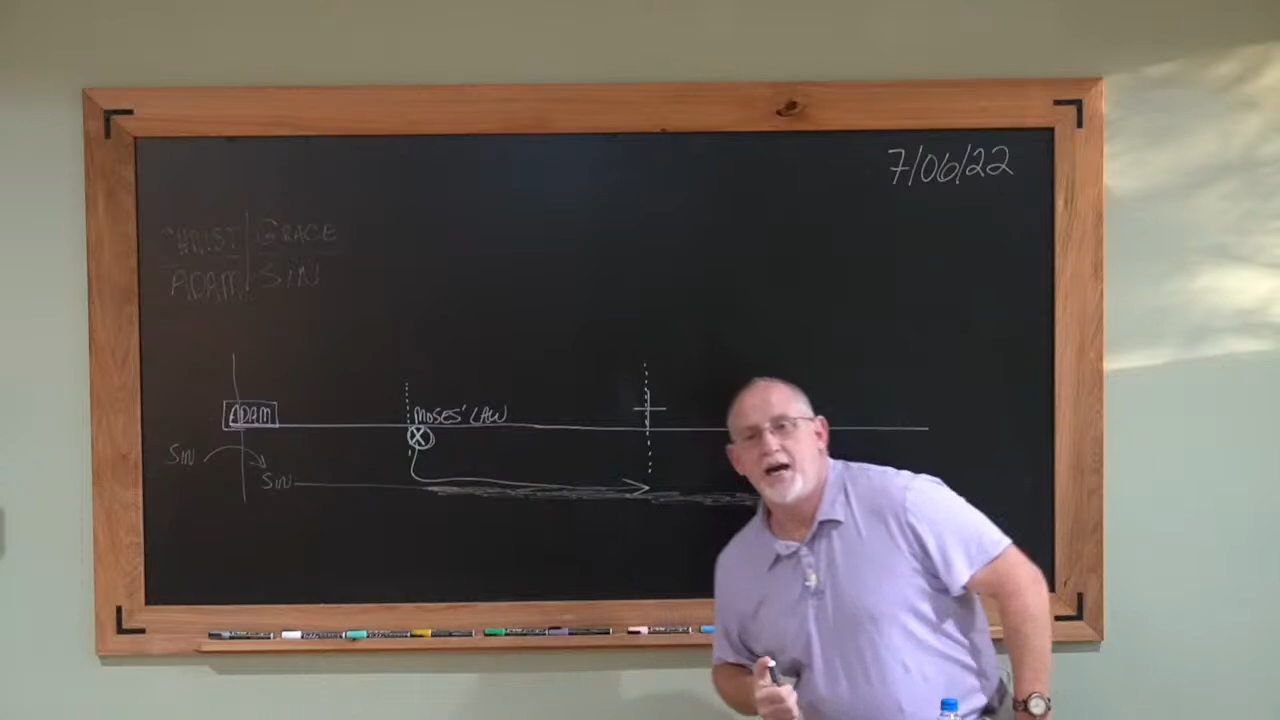 7/06/22
CHRIST GRACE
ADAM SIN
ADAM
MOSES' LAW
SIN
SIN